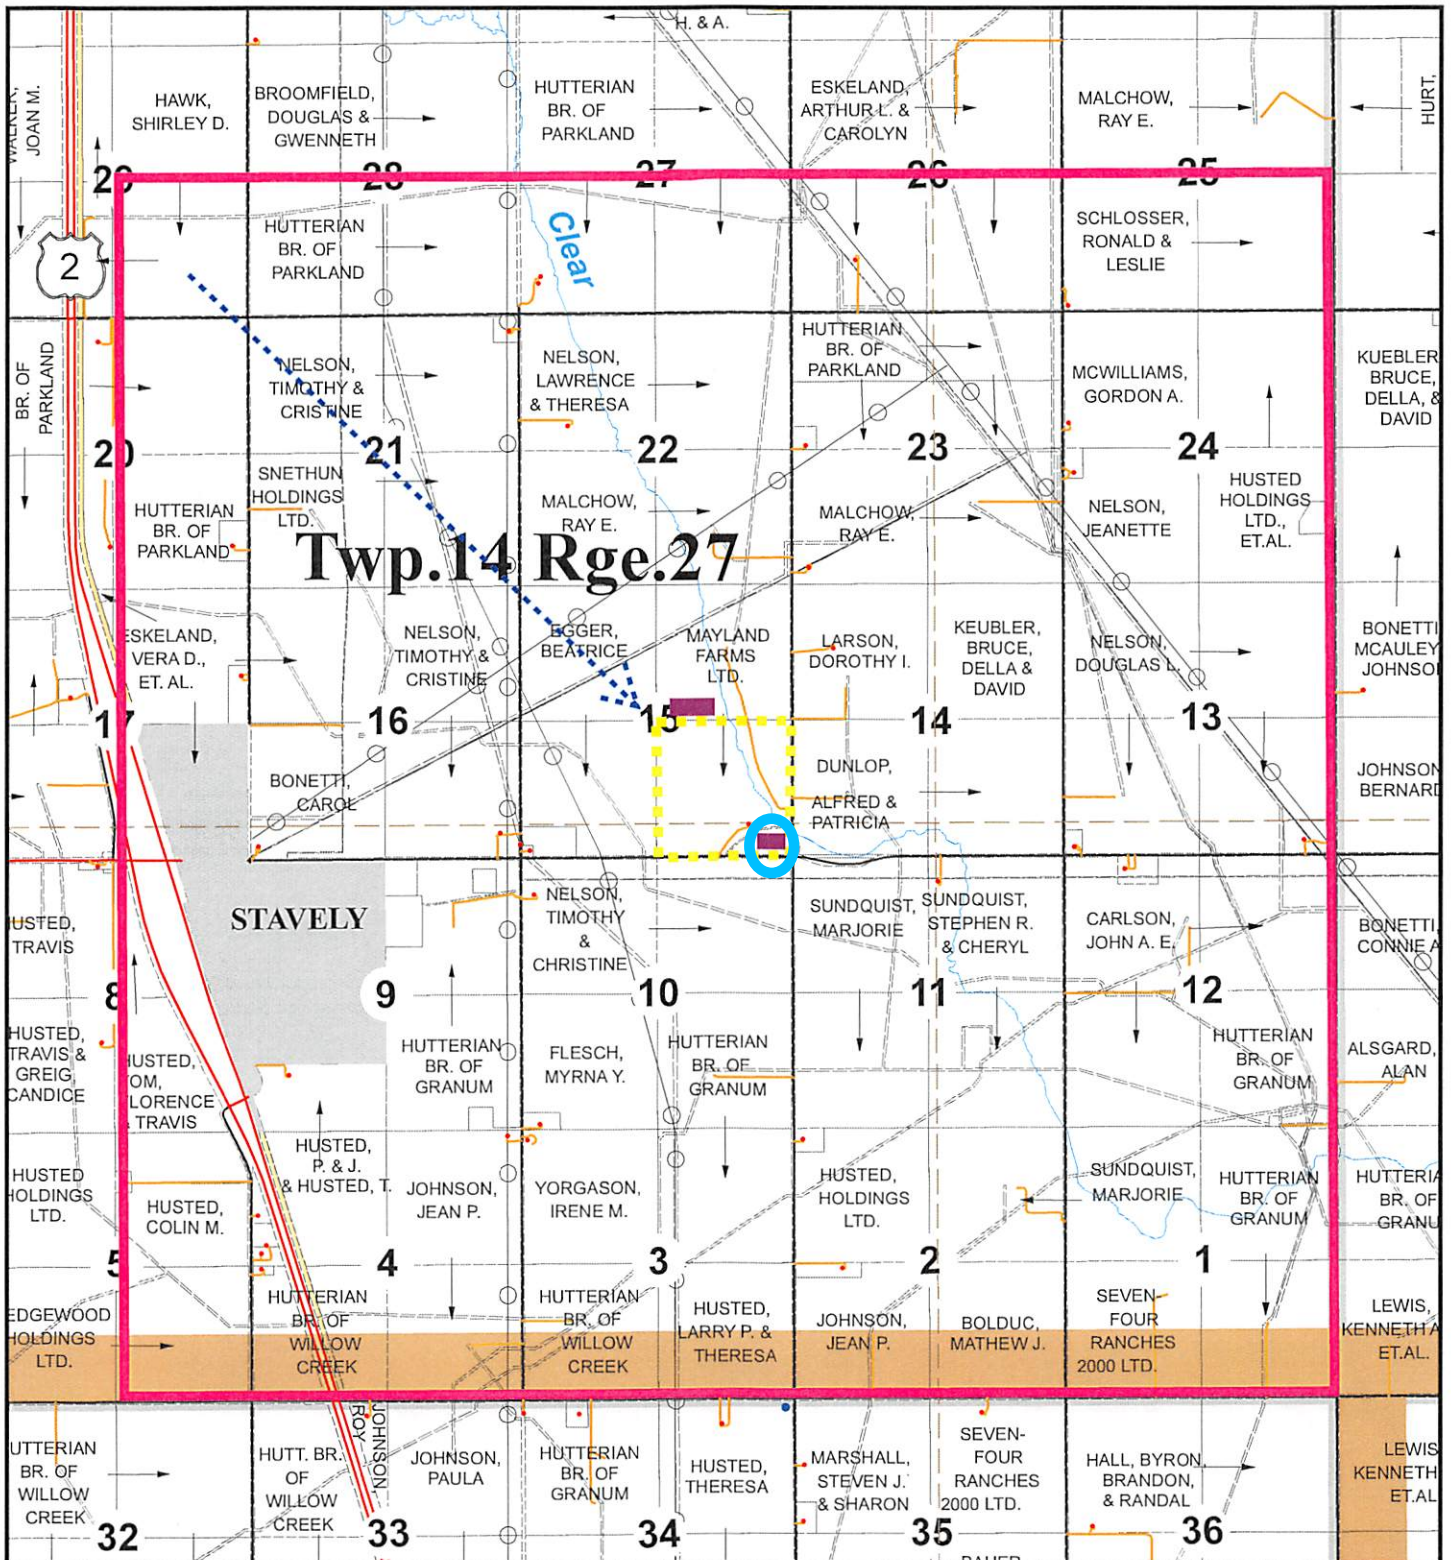 H. & A.
WALKER,
JOAN M.
HAWK,
SHIRLEY D.
BROOMFIELD,
DOUGLAS &
GWENNETH
HUTTERIAN
BR. OF
PARKLAND
ESKELAND,
ARTHUR L. &
CAROLYN
MALCHOW,
RAY E.
HURT,
29
28
27
26
25
2
HUTTERIAN
BR. OF
PARKLAND
Clear
SCHLOSSER,
RONALD &
LESLIE
BR. OF
PARKLAND
NELSON,
TIMOTHY &
CRISTINE
NELSON,
LAWRENCE
& THERESA
HUTTERIAN
BR. OF
PARKLAND
MCWILLIAMS,
GORDON A.
KUEBLER
BRUCE,
DELLA, &
DAVID
20
21
22
23
24
HUTTERIAN
BR. OF
PARKLAND
SNETHUN
HOLDINGS
LTD.
MALCHOW,
RAY E.
MALCHOW,
RAY E.
NELSON,
JEANETTE
HUSTED
HOLDINGS
LTD.,
ET.AL.
Twp.14 Rge.27
ESKELAND,
VERA D.,
ET. AL.
NELSON,
TIMOTHY &
CRISTINE
EGGER,
BEATRICE
MAYLAND
FARMS
LTD.
LARSON,
DOROTHY I.
KEUBLER,
BRUCE,
DELLA &
DAVID
NELSON,
DOUGLAS L.
BONETTI
MCAULEY
JOHNSO
17
16
15
14
13
BONETTI,
CAROL
DUNLOP,
ALFRED &
PATRICIA
JOHNSON
BERNARD
HUSTED,
TRAVIS
STAVELY
NELSON,
TIMOTHY
&
CHRISTINE
SUNDQUIST,
MARJORIE
SUNDQUIST,
STEPHEN R.
& CHERYL
CARLSON,
JOHN A. E.
BONETTI,
CONNIE A
8
9
10
11
12
HUSTED,
TRAVIS &
GREIG
CANDICE
HUSTED,
TOM,
FLORENCE
& TRAVIS
HUTTERIAN
BR. OF
GRANUM
FLESCH,
MYRNA Y.
HUTTERIAN
BR. OF
GRANUM
HUTTERIAN
BR. OF
GRANUM
ALSGARD,
ALAN
HUSTED
HOLDINGS
LTD.
HUSTED,
COLIN M.
HUSTED,
P. & J.
& HUSTED, T.
JOHNSON,
JEAN P.
YORGASON,
IRENE M.
HUSTED,
HOLDINGS
LTD.
SUNDQUIST,
MARJORIE
HUTTERIAN
BR. OF
GRANUM
HUTTERIA
BR. OF
GRANU
5
4
3
2
1
EDGEWOOD
HOLDINGS
LTD.
HUTTERIAN
BR. OF
WILLOW
CREEK
HUTTERIAN
BR. OF
WILLOW
CREEK
HUSTED,
LARRY P. &
THERESA
JOHNSON,
JEAN P.
BOLDUC,
MATHEW J.
SEVEN-
FOUR
RANCHES
2000 LTD.
LEWIS,
KENNETH A
ET.AL.
UTTERIAN
BR. OF
WILLOW
CREEK
HUTT. BR.
OF
WILLOW
CREEK
JOHNSON,
ROY
JOHNSON,
PAULA
HUTTERIAN
BR. OF
GRANUM
HUSTED,
THERESA
MARSHALL,
STEVEN J.
& SHARON
SEVEN-
FOUR
RANCHES
2000 LTD.
HALL, BYRON,
BRANDON,
& RANDAL
LEWIS
KENNETH
ET.AL
32
33
34
35
36